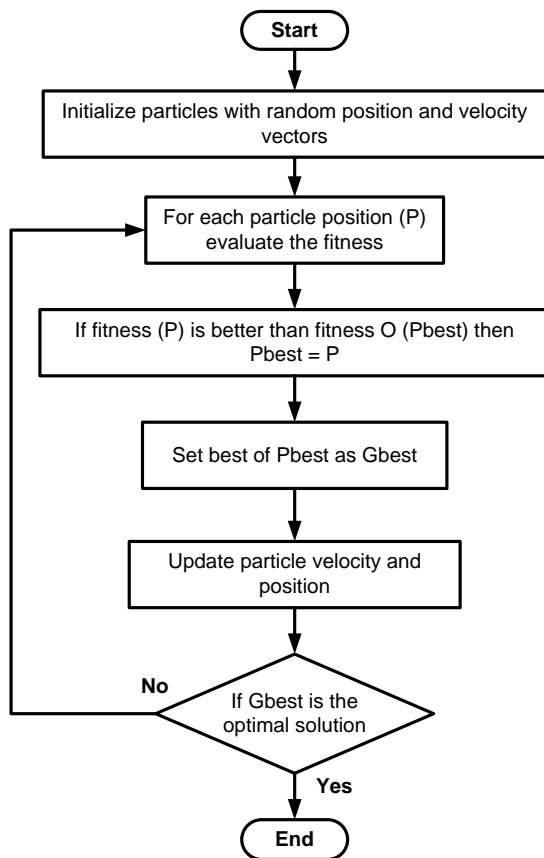 Start
Initialize particles with random position and velocity
vectors
For each particle position (P)
evaluate the fitness
If fitness (P) is better than fitness O (Pbest) then
Pbest = P
Set best of Pbest as Gbest
Update particle velocity and
position
No
If Gbest is the
optimal solution
Yes
End